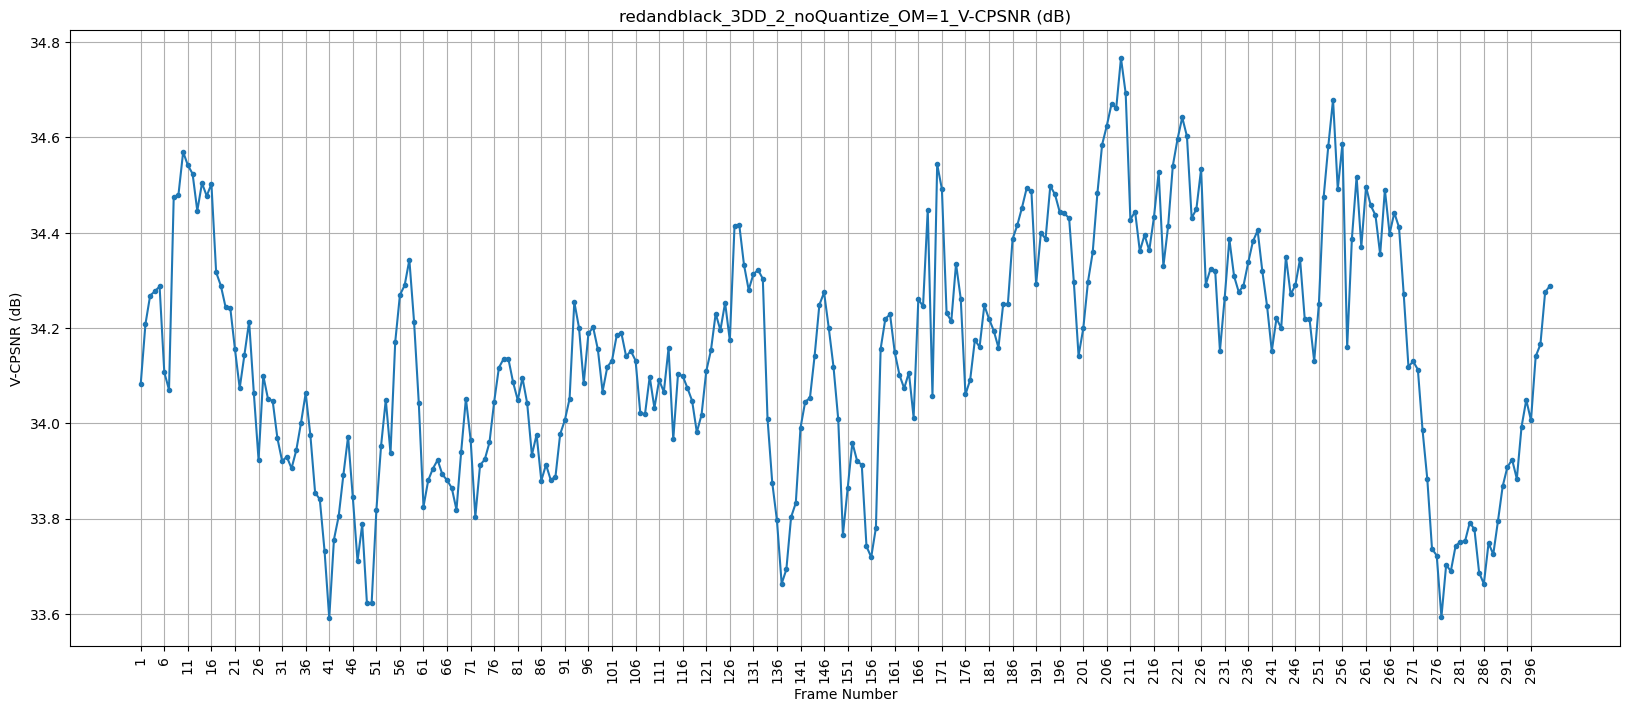 redandblack_3DD_2_noQuantize_OM=1_V-CPSNR (dB)
V-CPSNR (dB)
34.8
34.6
34.4
34.2
34.0
33.8
33.6
1 6 11 16 21 26 31 36 41 46 51 56 61 66 71 76 81 86 91 96 101 106 111 116 121 126 131 136 141 146 151 156 161 166 171 176 181 186 191 196 201 206 211 216 221 226 231 236 241 246 251 256 261 266 271 276 281 286 291 296
Frame Number